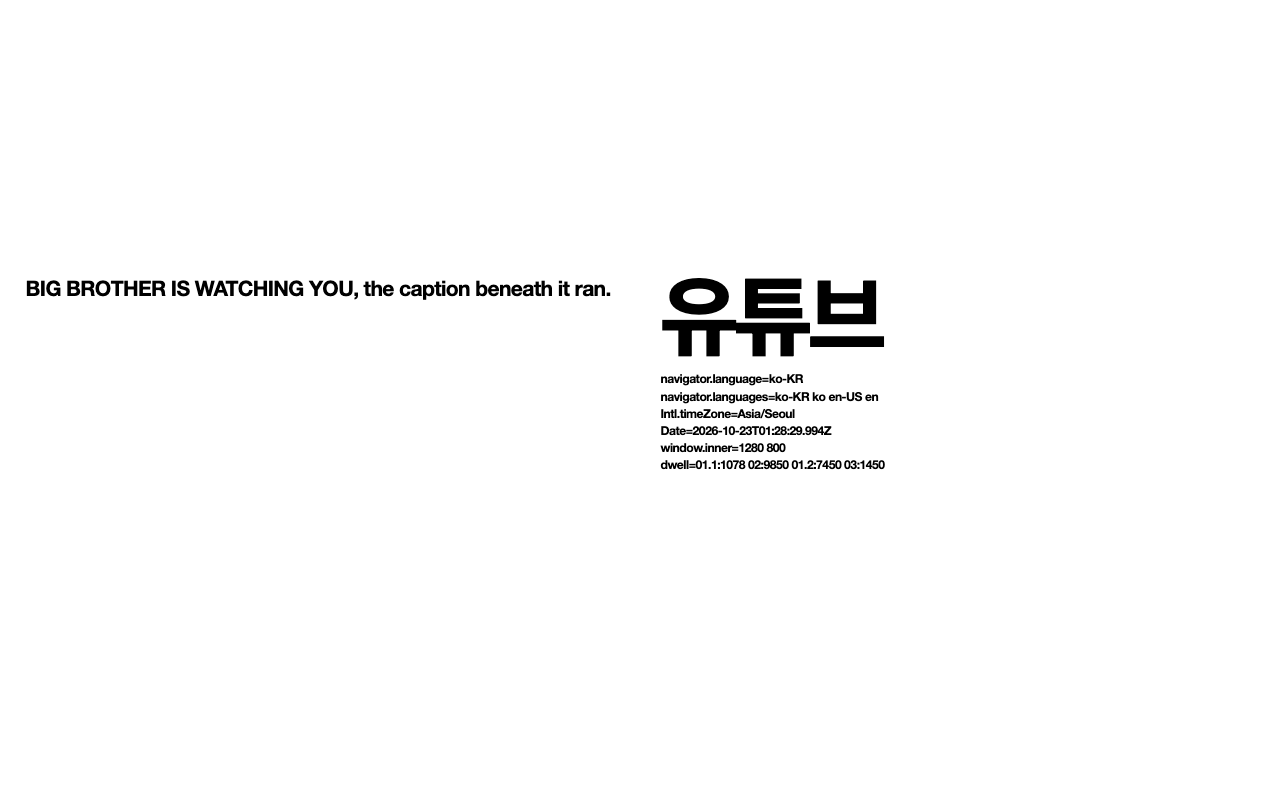 BIG BROTHER IS WATCHING YOU, the caption beneath it ran.
유튜브
navigator.language=ko-KR
navigator.languages=ko-KR ko en-US en
Intl.timeZone=Asia/Seoul
Date=2026-10-23T01:28:29.994Z
window.inner=1280 800
dwell=01.1:1078 02:9850 01.2:7450 03:1450